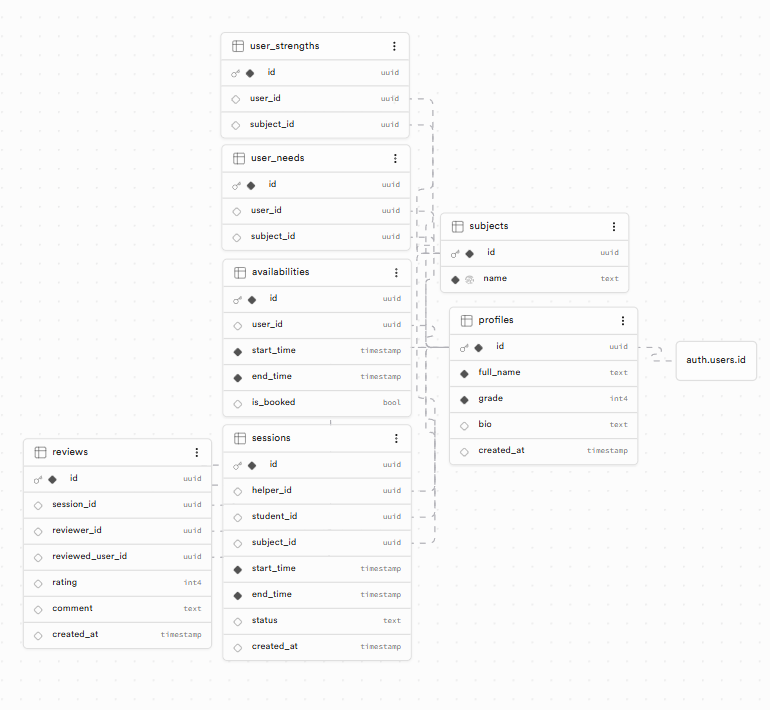 user_strengths
id uuid
user_id uuid
subject_id uuid
user_needs
id uuid
user_id uuid
subject_id uuid
subjects
id uuid
name text
availabilities
id uuid
user_id uuid
start_time timestamp
end_time timestamp
is_booked bool
profiles
id uuid
full_name text
grade int4
bio text
created_at timestamp
auth.users.id
sessions
id uuid
helper_id uuid
student_id uuid
subject_id uuid
start_time timestamp
end_time timestamp
status text
created_at timestamp
reviews
id uuid
session_id uuid
reviewer_id uuid
reviewed_user_id uuid
rating int4
comment text
created_at timestamp